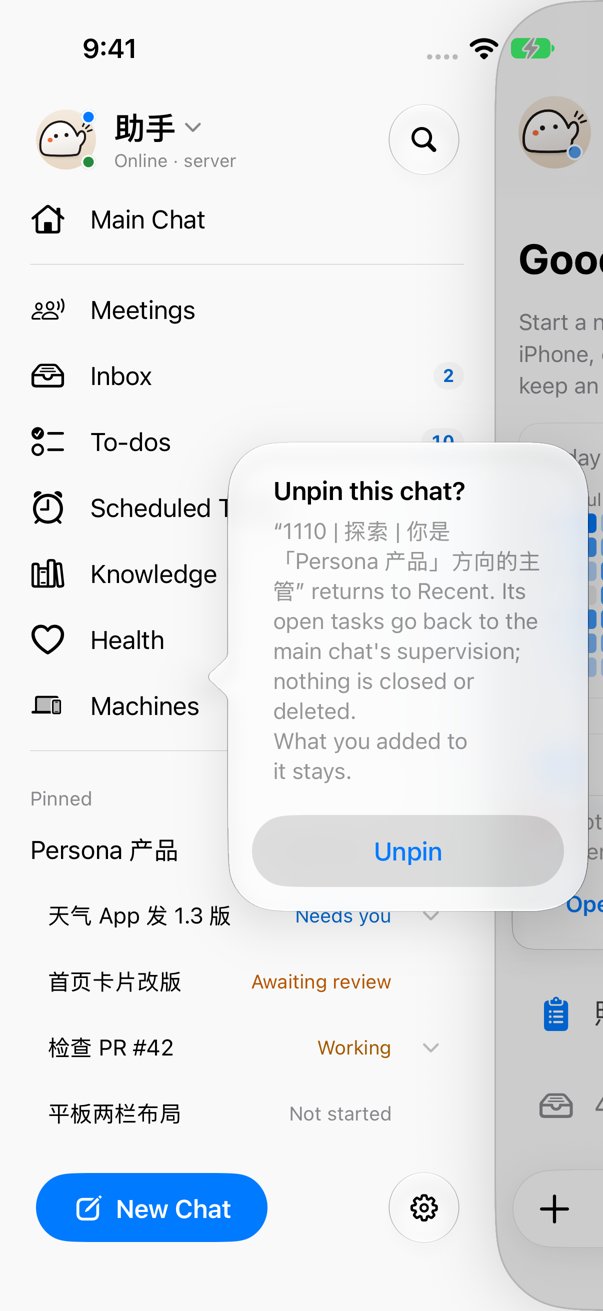 9:41
助手
Online · server
Main Chat
Meetings
Inbox
2
To-dos
10
Scheduled
Knowledge
Health
Machines
Unpin this chat?
“1110 | 探索 | 你是
「Persona 产品」方向的主
管” returns to Recent. Its
open tasks go back to the
main chat's supervision;
nothing is closed or
deleted.
What you added to
it stays.
Unpin
Pinned
Persona 产品
天气 App 发 1.3 版
Needs you
首页卡片改版
Awaiting review
检查 PR #42
Working
平板两栏布局
Not started
New Chat
Start a
iPhone,
keep an